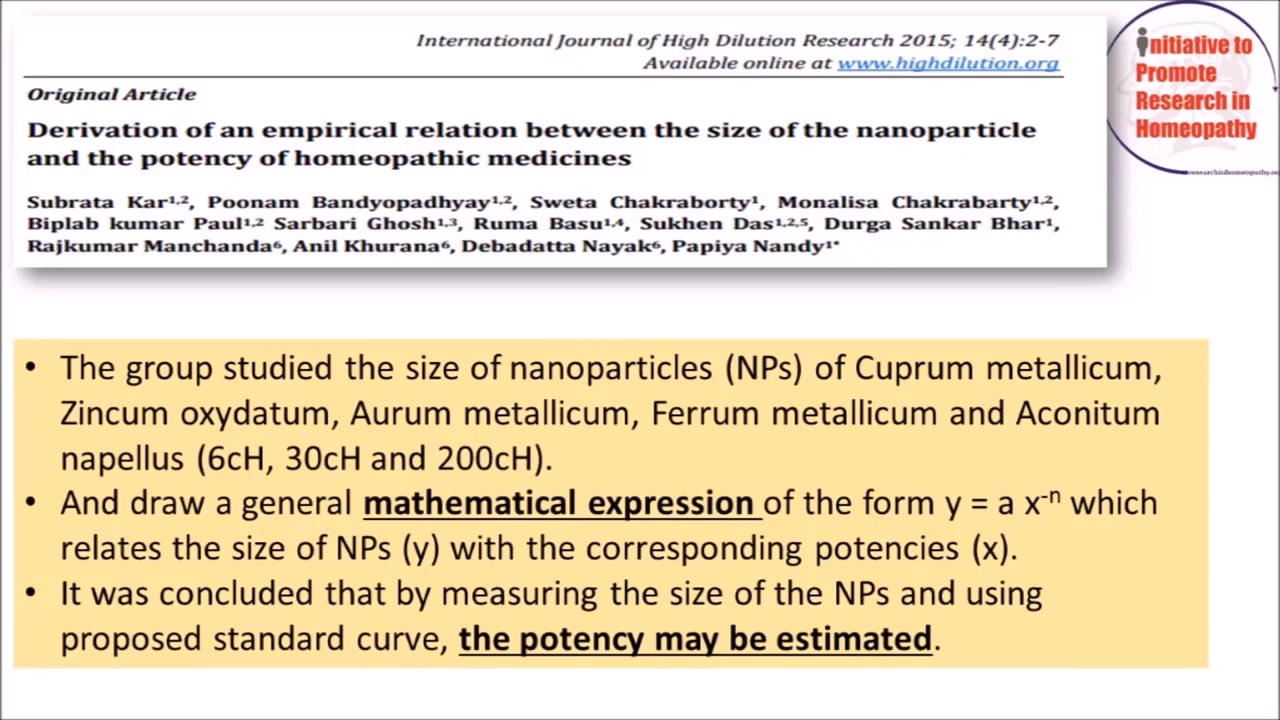 International Journal of High Dilution Research 2015; 14(4):2-7
Available online at www.highdilution.org
Original Article
Derivation of an empirical relation between the size of the nanoparticle
and the potency of homeopathic medicines
Subrata Kar¹,², Poonam Bandyopadhyay¹,², Sweta Chakraborty¹, Monalisa Chakrabarty¹,²,
Biplab kumar Paul¹,² Sarbari Ghosh¹,³, Ruma Basu¹,⁴, Sukhen Das¹,²,⁵, Durga Sankar Bhar¹,
Rajkumar Manchanda⁶, Anil Khurana⁶, Debadatta Nayak⁶, Papiya Nandy¹*
initiative to
Promote
Research in
Homeopathy
researchinhomeopathy.or
• The group studied the size of nanoparticles (NPs) of Cuprum metallicum,
Zincum oxydatum, Aurum metallicum, Ferrum metallicum and Aconitum
napellus (6cH, 30cH and 200cH).
• And draw a general mathematical expression of the form y = a x⁻ⁿ which
relates the size of NPs (y) with the corresponding potencies (x).
• It was concluded that by measuring the size of the NPs and using
proposed standard curve, the potency may be estimated.